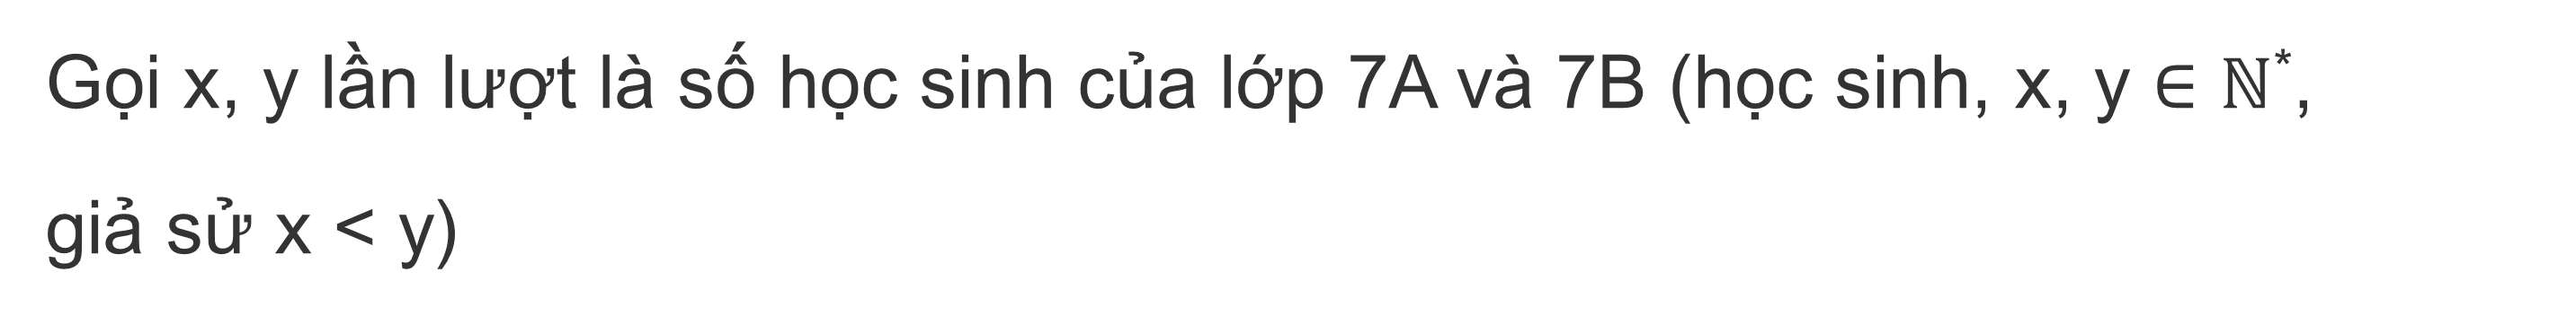 Gọi x, y lần lượt là số học sinh của lớp 7A và 7B (học sinh, x, y ∈ ℕ*,
giả sử x < y)